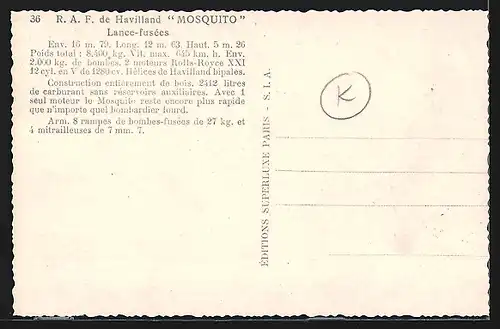 36 R. A. F. de Havilland "MOSQUITO"
Lance-fusées
Env. 16 m. 79. Long. 12 m. 63. Haut. 5 m. 26
Poids total : 8.460 kg. Vit. max. 645 km. h. Env.
2.000 kg. de bombes. 2 moteurs Rolls-Royce XXI
12 cyl. en V de 1280 cv. Hélices de Havilland bipales.
Construction entièrement de bois. 2412 litres
de carburant sans réservoirs auxiliaires. Avec 1
seul moteur le Mosquito reste encore plus rapide
que n'importe quel bombardier lourd.
Arm. 8 rampes de bombes-fusées de 27 kg. et
4 mitrailleuses de 7 mm. 7.
ÉDITIONS SUPERLUXE PARIS - S. I. A.
K